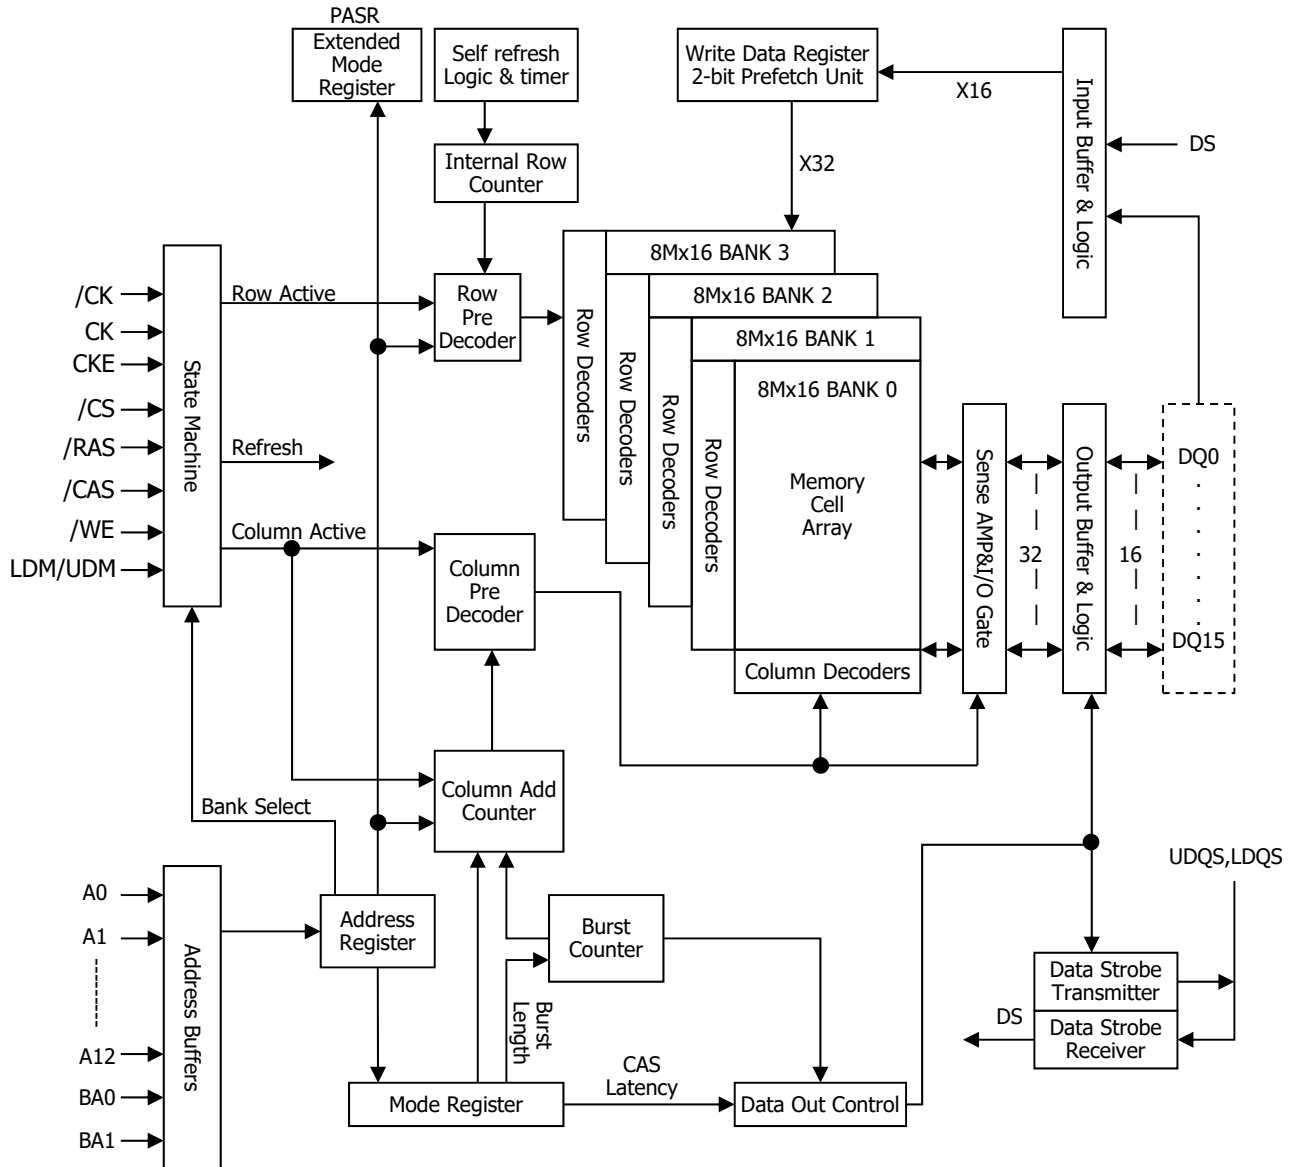 PASR
Extended
Mode
Register
Self refresh
Logic & timer
Write Data Register
2-bit Prefetch Unit
X16
Input Buffer & Logic
DS
Internal Row
Counter
X32
8Mx16 BANK 3
8Mx16 BANK 2
8Mx16 BANK 1
8Mx16 BANK 0
Row Decoders
Row Decoders
Row Decoders
Row Decoders
Memory
Cell
Array
Column Decoders
/CK
CK
CKE
/CS
/RAS
/CAS
/WE
LDM/UDM
State Machine
Row Active
Refresh
Column Active
Row
Pre
Decoder
Column
Pre
Decoder
Sense AMP&I/O Gate
32
Output Buffer & Logic
16
DQ0
DQ15
Column Add
Counter
Bank Select
A0
A1
A12
BA0
BA1
Address Buffers
Address
Register
Burst
Counter
Burst
Length
Mode Register
CAS
Latency
Data Out Control
UDQS,LDQS
Data Strobe
Transmitter
DS
Data Strobe
Receiver